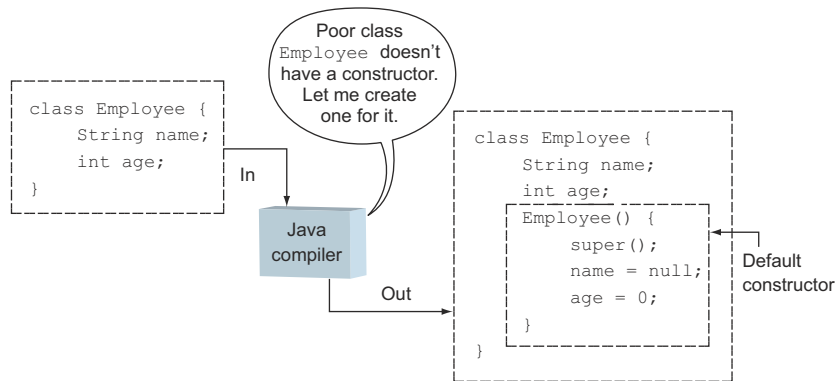 Poor class
Employee doesn't
have a constructor.
Let me create
one for it.
class Employee {
String name;
int age;
}
In
Java
compiler
Out
class Employee {
String name;
int age;
Employee() {
super();
name = null;
age = 0;
}
}
Default
constructor